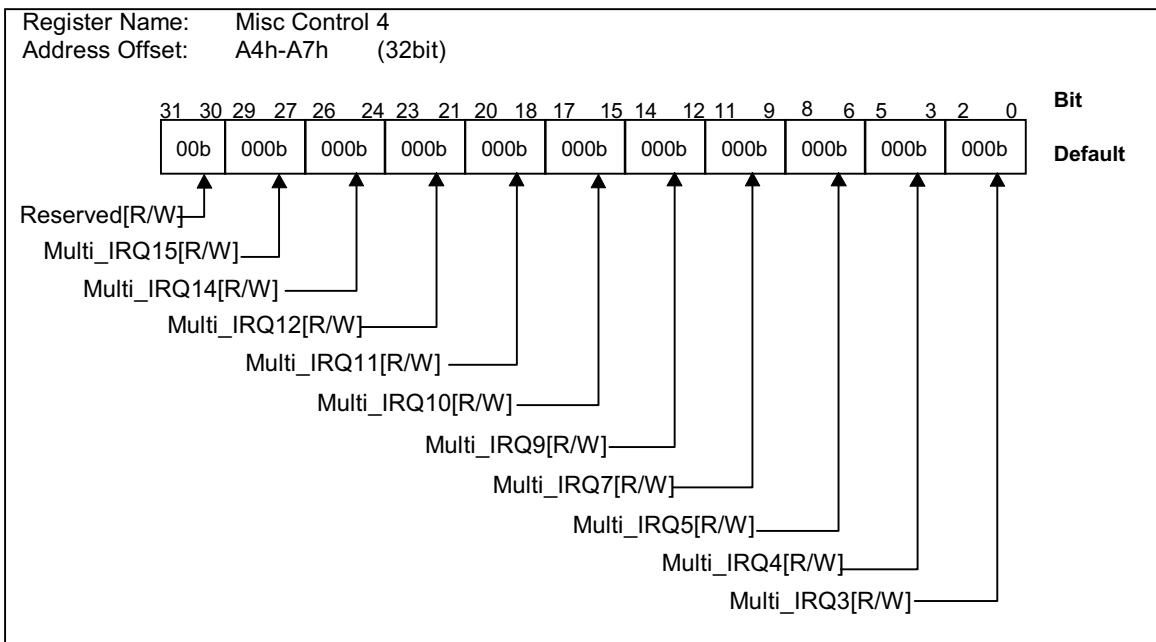 Register Name: Misc Control 4
Address Offset: A4h-A7h (32bit)
31 30 29 27 26 24 23 21 20 18 17 15 14 12 11 9 8 6 5 3 2 0 Bit
00b 000b 000b 000b 000b 000b 000b 000b 000b 000b 000b Default
Reserved[R/W]
Multi_IRQ15[R/W]
Multi_IRQ14[R/W]
Multi_IRQ12[R/W]
Multi_IRQ11[R/W]
Multi_IRQ10[R/W]
Multi_IRQ9[R/W]
Multi_IRQ7[R/W]
Multi_IRQ5[R/W]
Multi_IRQ4[R/W]
Multi_IRQ3[R/W]